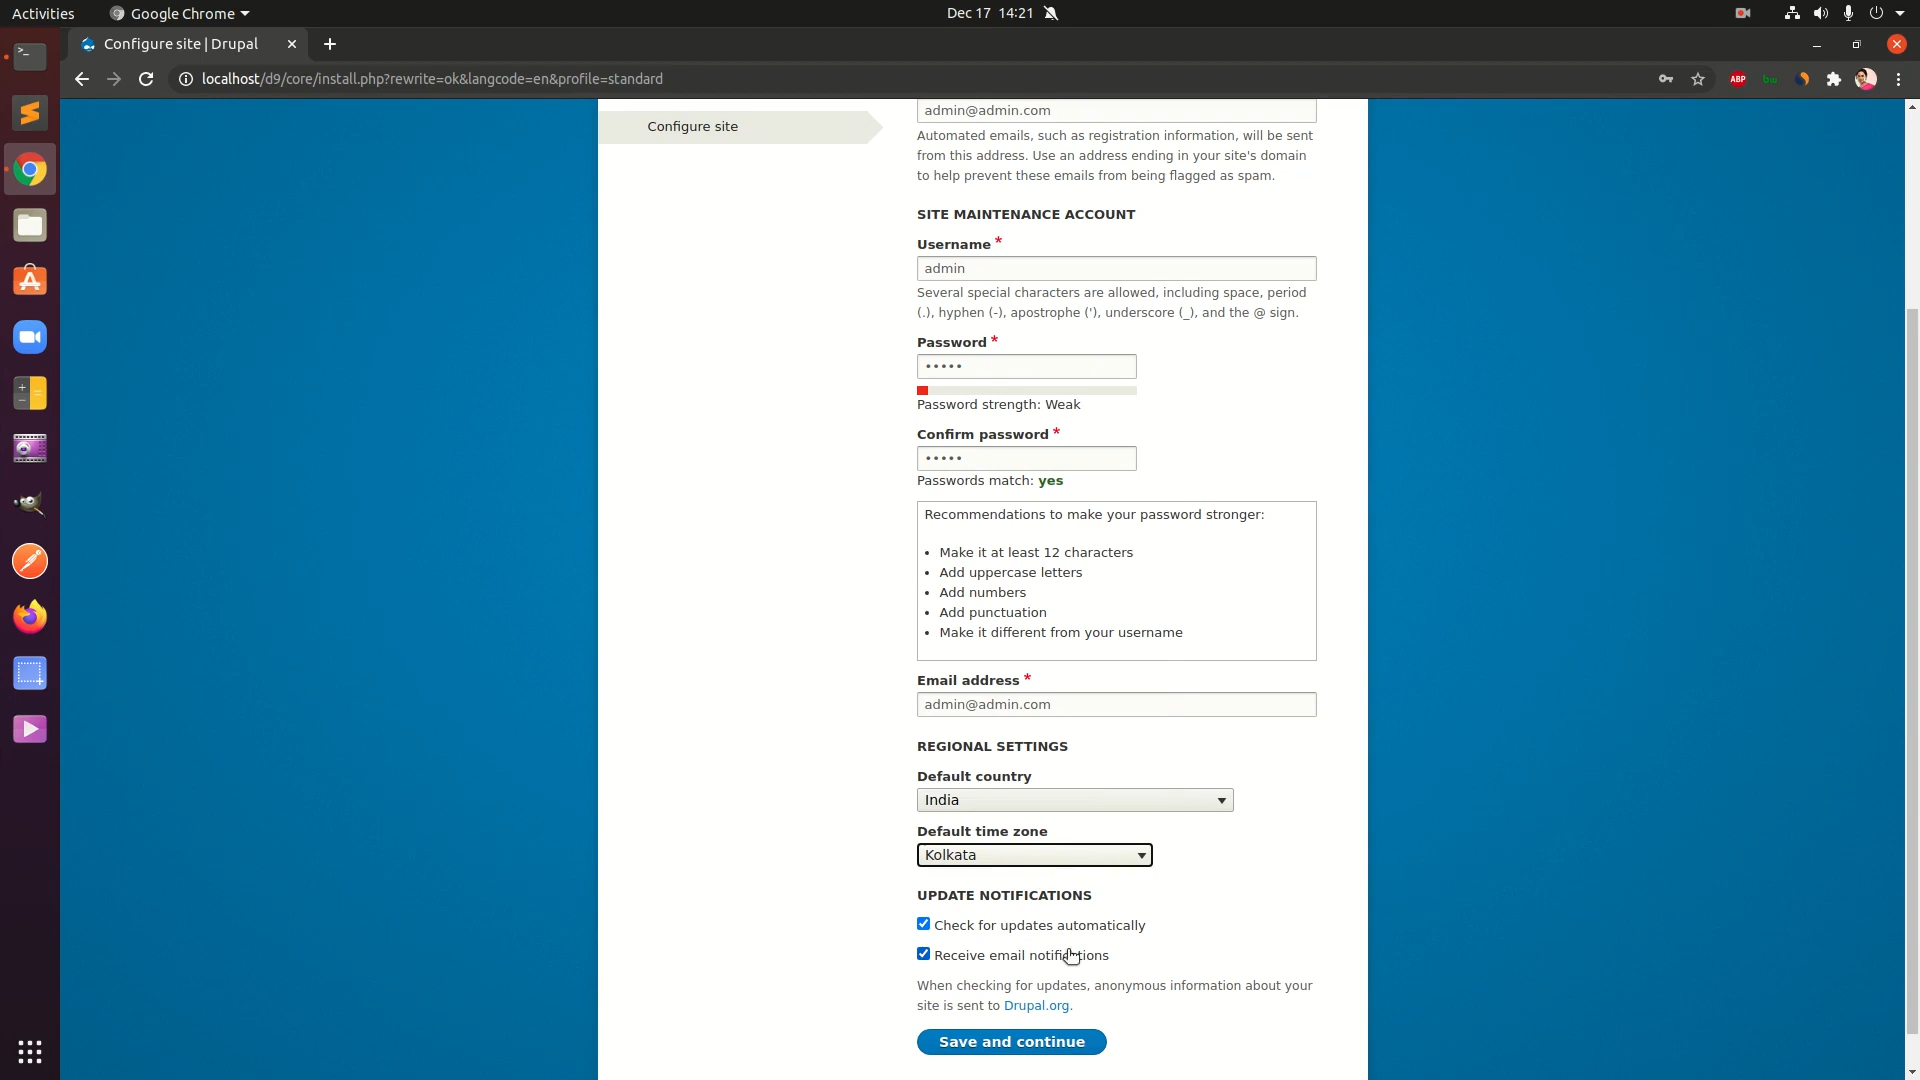 Activities
Google Chrome
Dec 17 14:21
Configure site | Drupal
localhost/d9/core/install.php?rewrite=ok&langcode=en&profile=standard
ABP
Configure site
admin@admin.com
Automated emails, such as registration information, will be sent
from this address. Use an address ending in your site's domain
to help prevent these emails from being flagged as spam.
SITE MAINTENANCE ACCOUNT
Username *
admin
Several special characters are allowed, including space, period
(.), hyphen (-), apostrophe ('), underscore (_), and the @ sign.
Password *
•••••
Password strength: Weak
Confirm password *
•••••
Passwords match: yes
Recommendations to make your password stronger:
• Make it at least 12 characters
• Add uppercase letters
• Add numbers
• Add punctuation
• Make it different from your username
Email address *
admin@admin.com
REGIONAL SETTINGS
Default country
India
Default time zone
Kolkata
UPDATE NOTIFICATIONS
Check for updates automatically
Receive email notifications
When checking for updates, anonymous information about your
site is sent to Drupal.org.
Save and continue